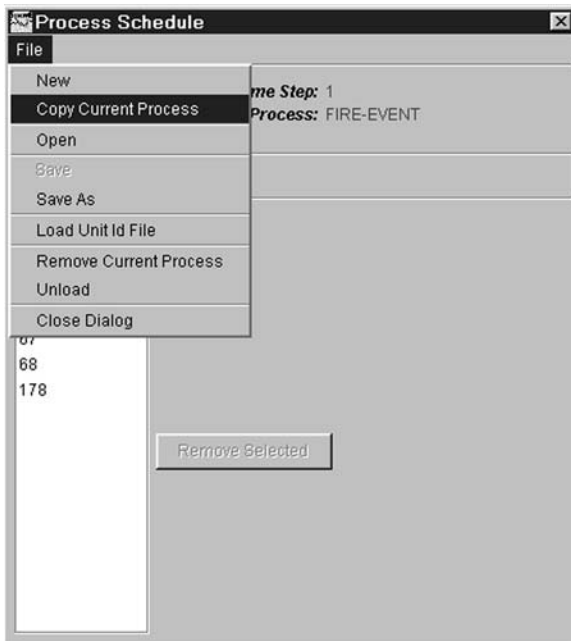 Process Schedule
File
New
me Step: 1
Copy Current Process
Process: FIRE-EVENT
Open
Save
Save As
Load Unit Id File
Remove Current Process
Unload
Close Dialog
67
68
178
Remove Selected